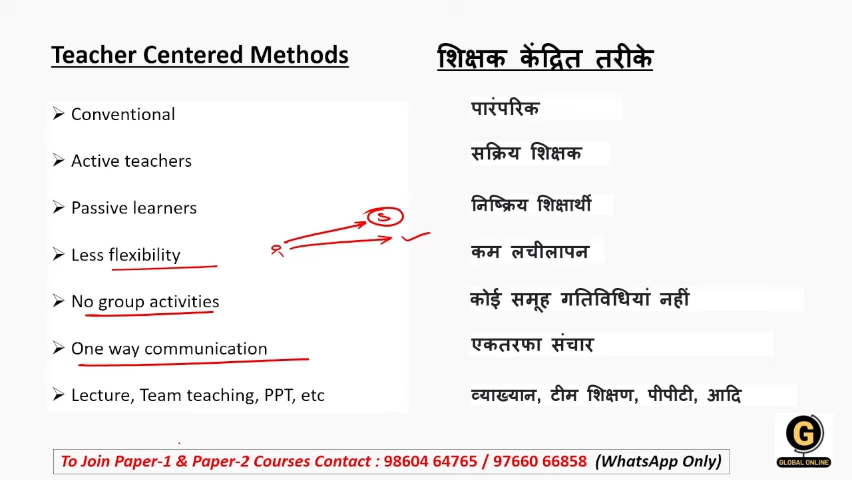 Teacher Centered Methods
शिक्षक केंद्रित तरीके
➢ Conventional
पारंपरिक
➢ Active teachers
सक्रिय शिक्षक
➢ Passive learners
निष्क्रिय शिक्षार्थी
➢ Less flexibility
कम लचीलापन
➢ No group activities
कोई समूह गतिविधियां नहीं
➢ One way communication
एकतरफा संचार
➢ Lecture, Team teaching, PPT, etc
व्याख्यान, टीम शिक्षण, पीपीटी, आदि
S
To Join Paper-1 & Paper-2 Courses Contact : 98604 64765 / 97660 66858 (WhatsApp Only)
G
GLOBAL ONLINE